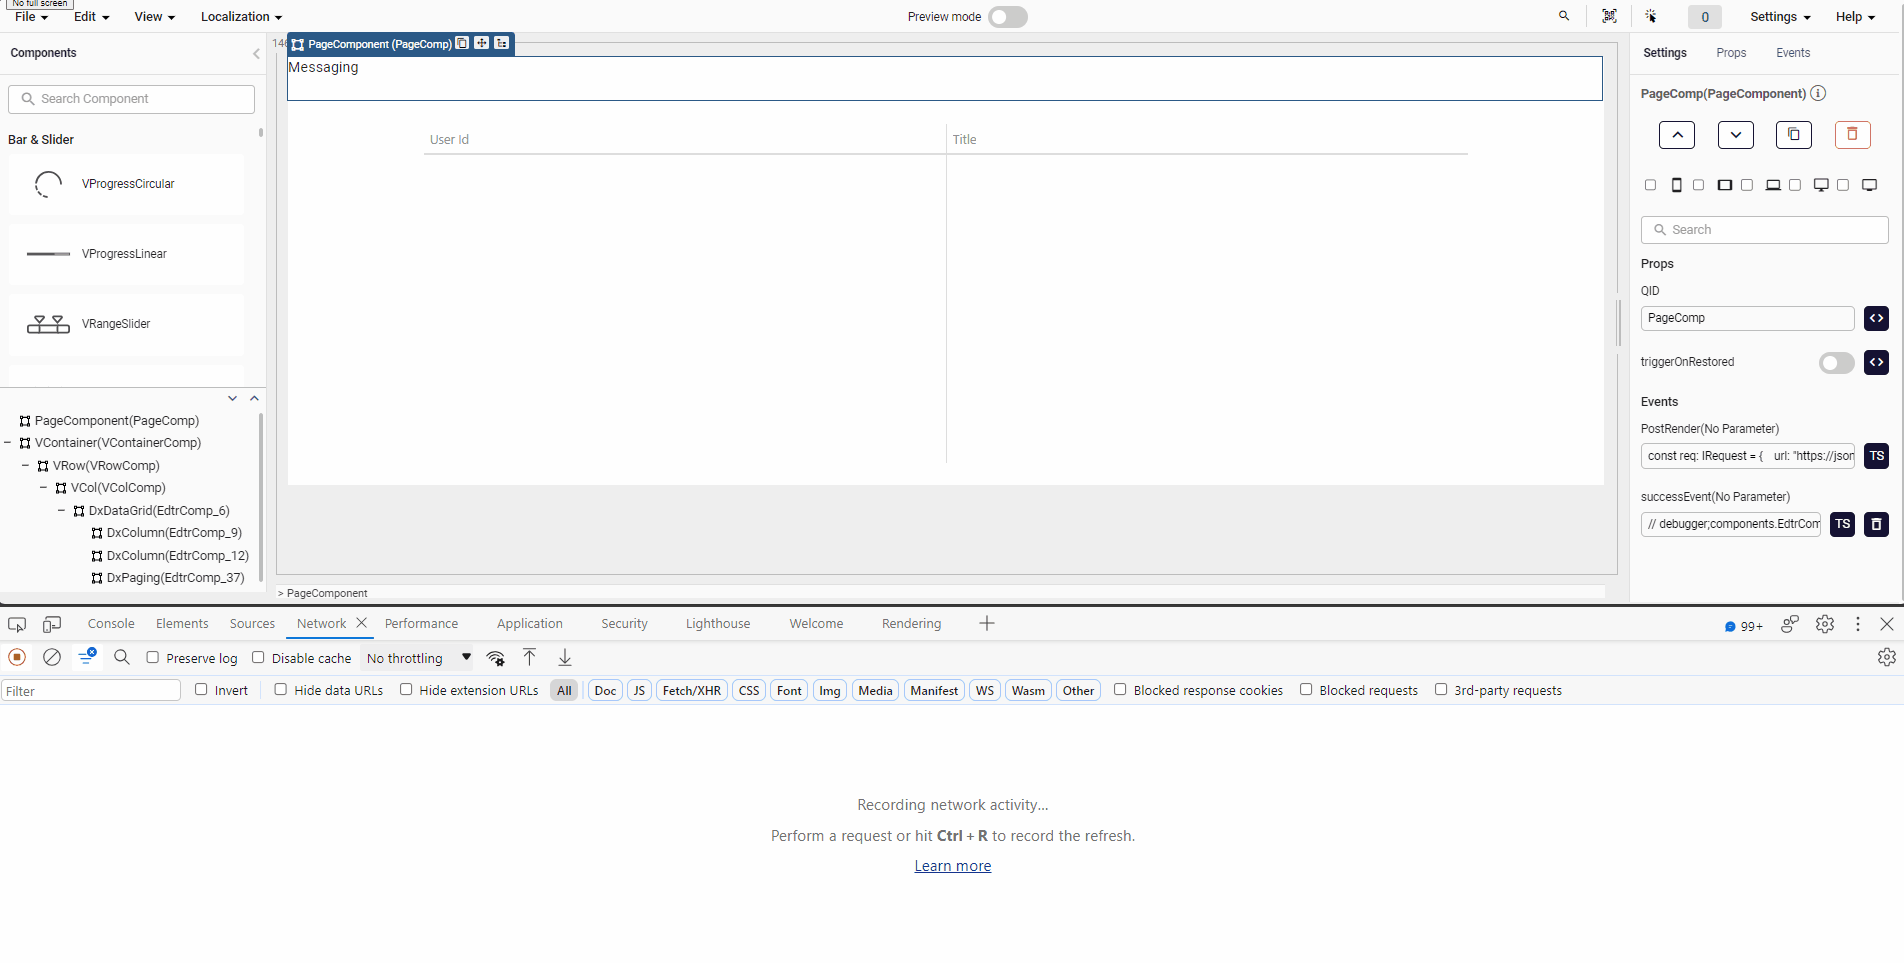 No full screen
File Edit View Localization Preview mode 0 Settings Help
Components
Search Component
Bar & Slider
VProgressCircular
VProgressLinear
VRangeSlider
PageComponent(PageComp)
VContainer(VContainerComp)
VRow(VRowComp)
VCol(VColComp)
DxDataGrid(EdtrComp_6)
DxColumn(EdtrComp_9)
DxColumn(EdtrComp_12)
DxPaging(EdtrComp_37)
PageComponent (PageComp)
Messaging
User Id Title
> PageComponent
Settings Props Events
PageComp(PageComponent)
Search
Props
QID
PageComp
triggerOnRestored
Events
PostRender(No Parameter)
const req: IRequest = { url: "https://json TS
successEvent(No Parameter)
// debugger;components.EdtrCom TS
Console Elements Sources Network Performance Application Security Lighthouse Welcome Rendering 99+
Preserve log Disable cache No throttling
Filter Invert Hide data URLs Hide extension URLs All Doc JS Fetch/XHR CSS Font Img Media Manifest WS Wasm Other Blocked response cookies Blocked requests 3rd-party requests
Recording network activity...
Perform a request or hit Ctrl + R to record the refresh.
Learn more